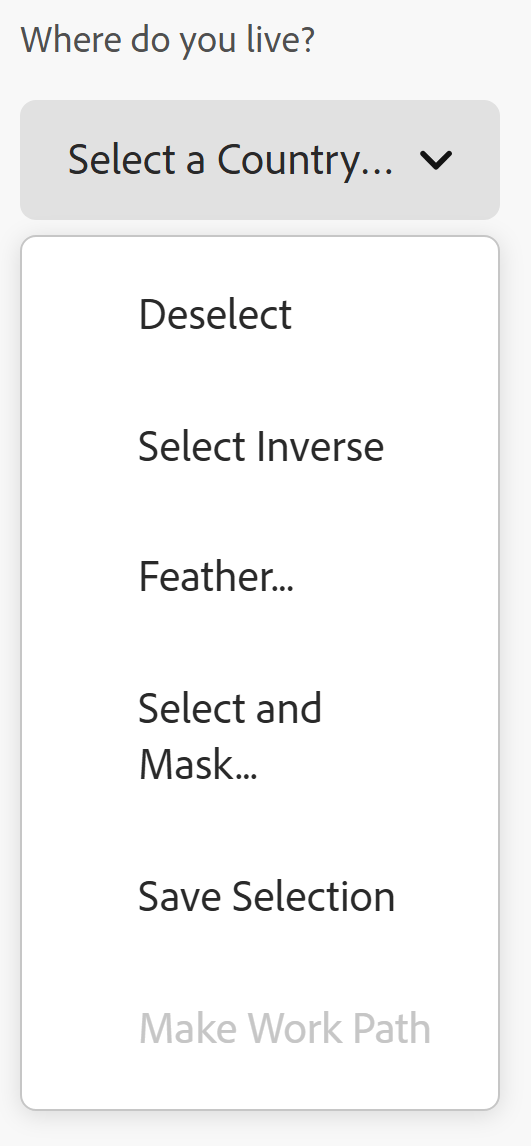 Where do you live?
Select a Country...
Deselect
Select Inverse
Feather...
Select and
Mask...
Save Selection
Make Work Path